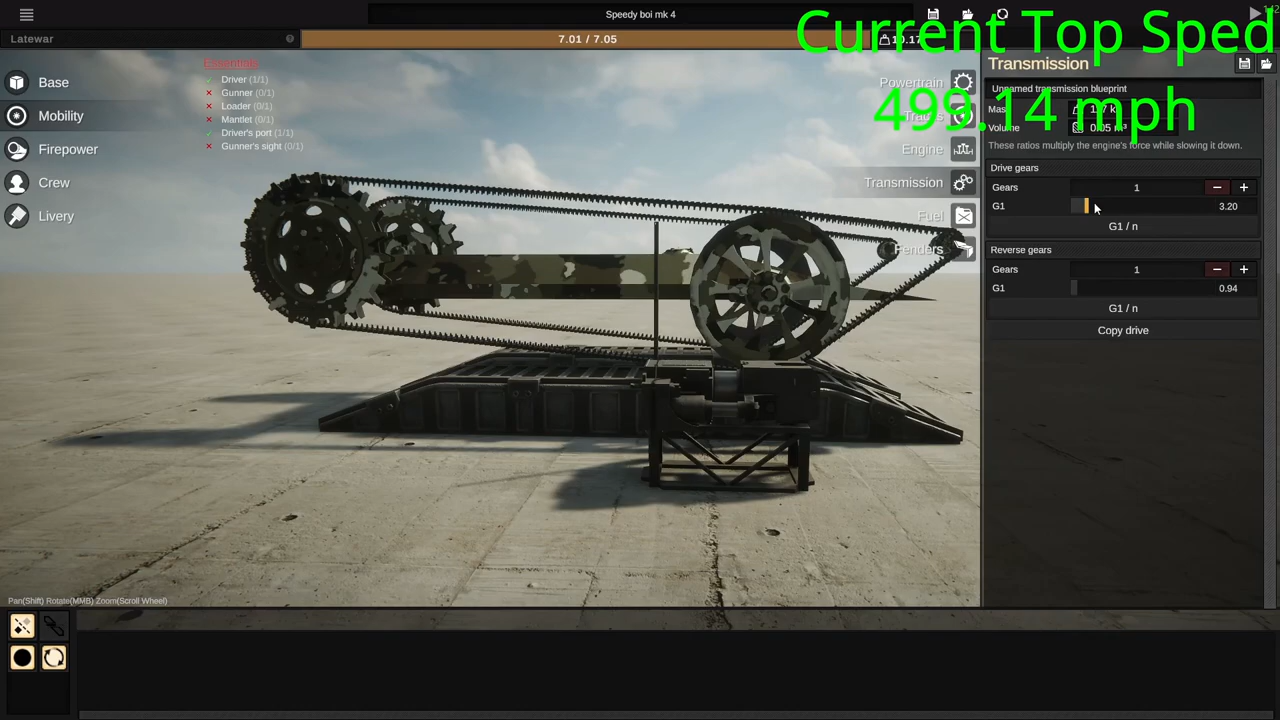 Speedy boi mk 4
Current Top Sped
499.14 mph
Latewar
7.01 / 7.05
Base
Mobility
Firepower
Crew
Livery
Essentials
Driver (1/1)
Gunner (0/1)
Loader (0/1)
Mantlet (0/1)
Driver's port (1/1)
Gunner's sight (0/1)
Powertrain
Tracks
Engine
Transmission
Fuel
Fenders
Transmission
Unnamed transmission blueprint
Volume
0.05 m³
These ratios multiply the engine's force while slowing it down.
Drive gears
Gears 1 − +
G1 3.20
G1 / n
Reverse gears
Gears 1 − +
G1 0.94
G1 / n
Copy drive
Pan(Shift) Rotate(MMB) Zoom(Scroll Wheel)